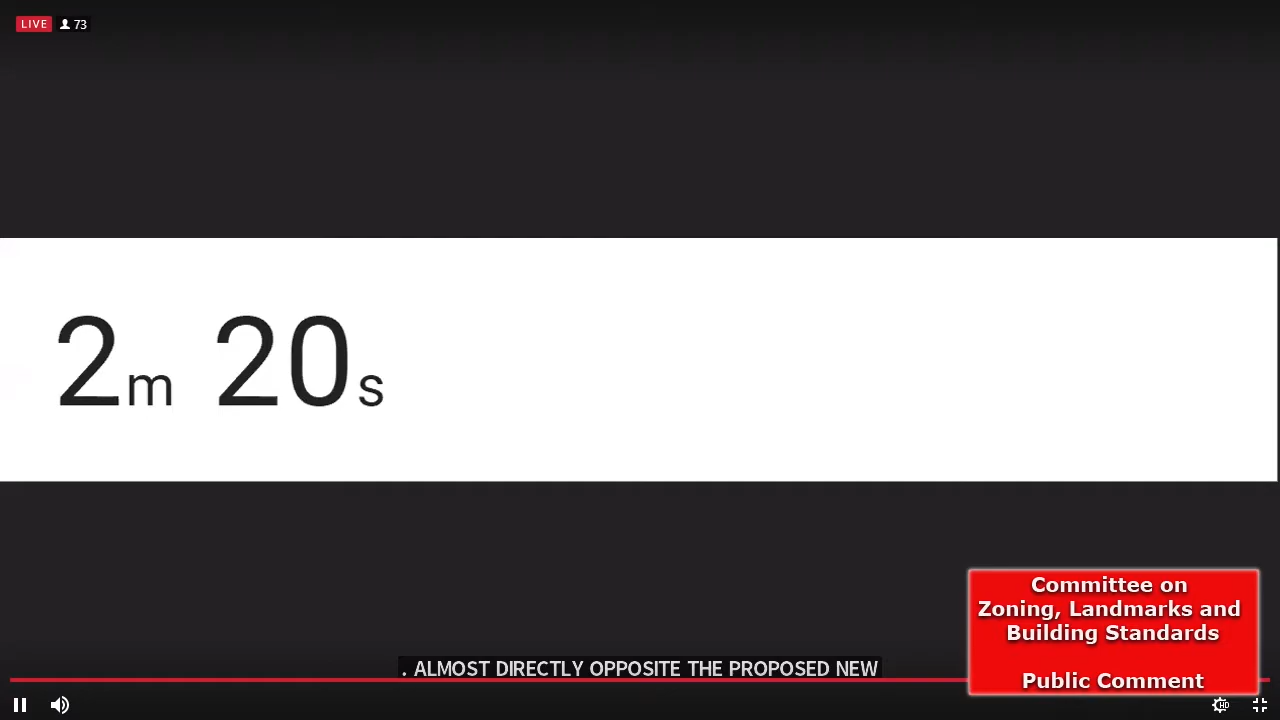 LIVE 73
2m 20s
Committee on
Zoning, Landmarks and
Building Standards
Public Comment
. ALMOST DIRECTLY OPPOSITE THE PROPOSED NEW
HD